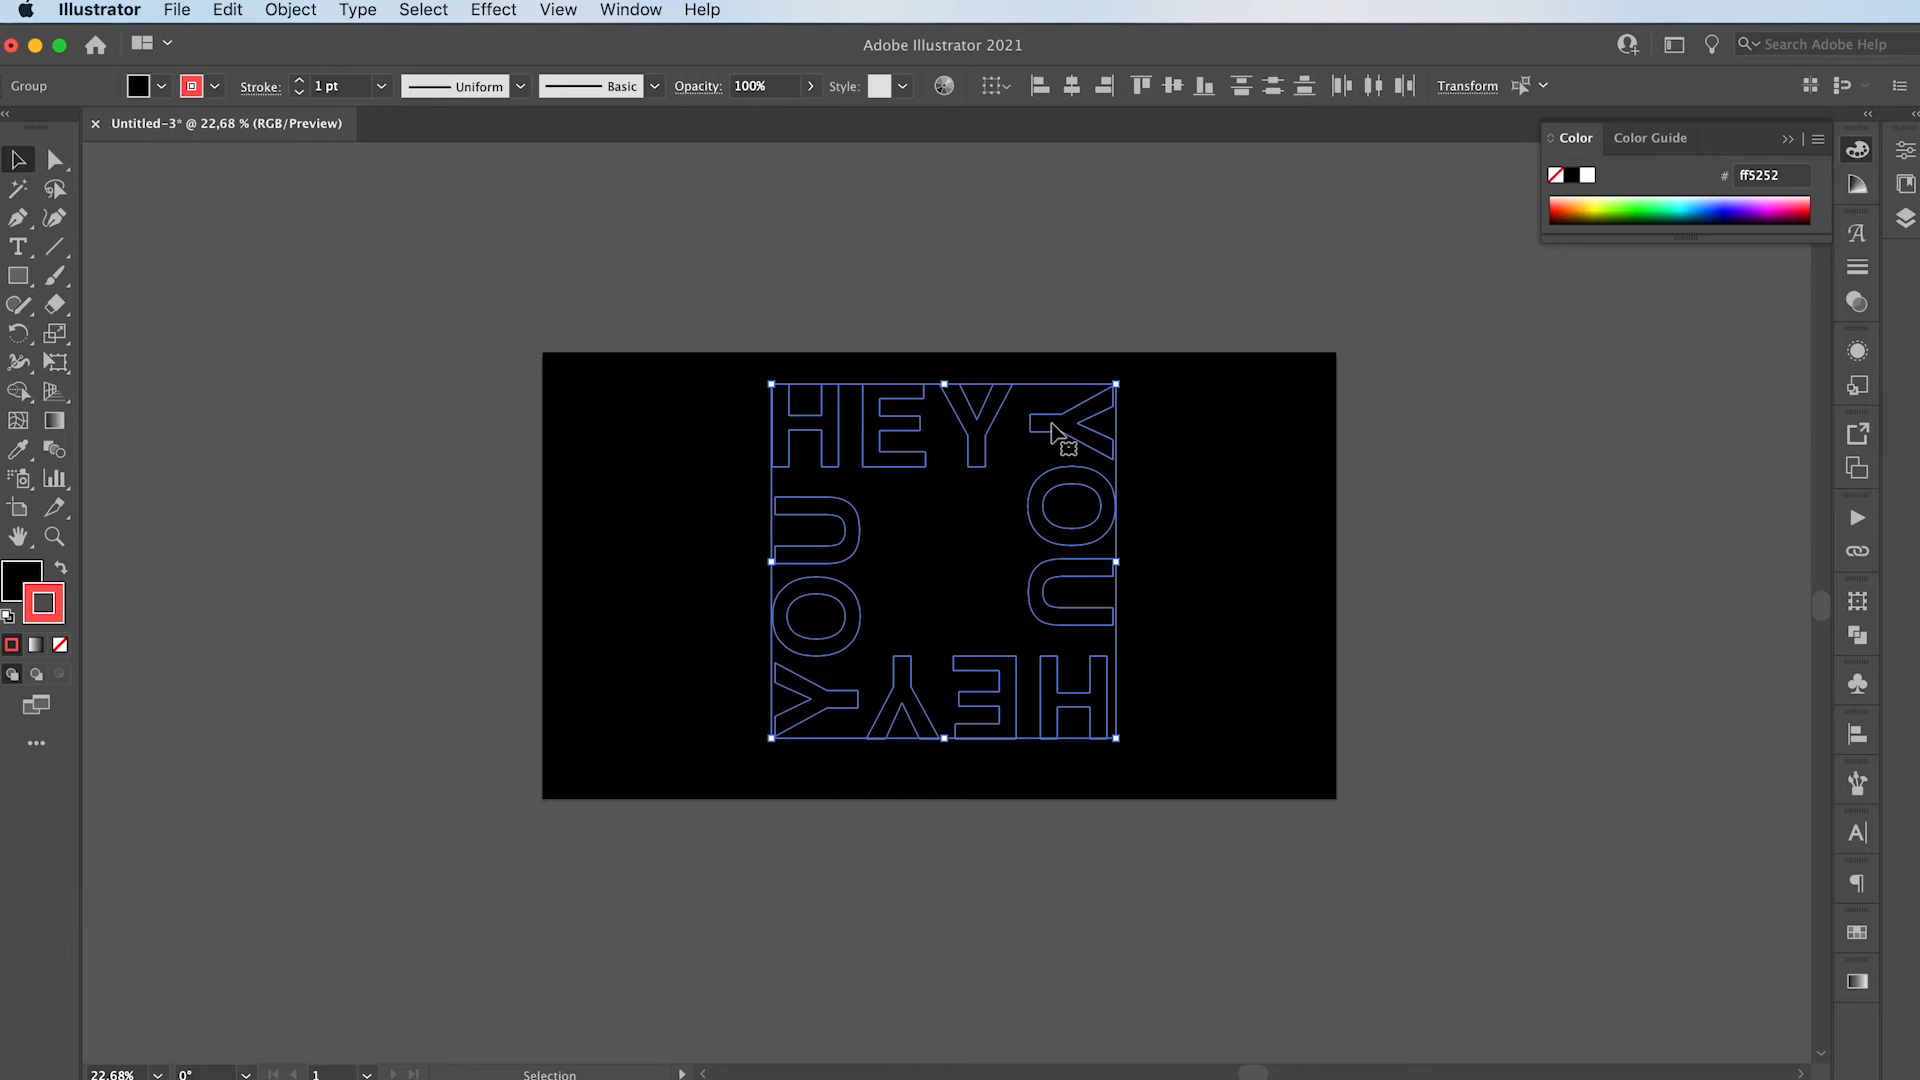 Illustrator File Edit Object Type Select Effect View Window Help
Adobe Illustrator 2021
Search Adobe Help
Group Stroke: 1 pt Uniform Basic Opacity: 100% Style: Transform
× Untitled-3* @ 22,68 % (RGB/Preview)
Color Color Guide
# ff5252
HEY
YOU
HEY
YOU
22,68% 0° 1 Selection